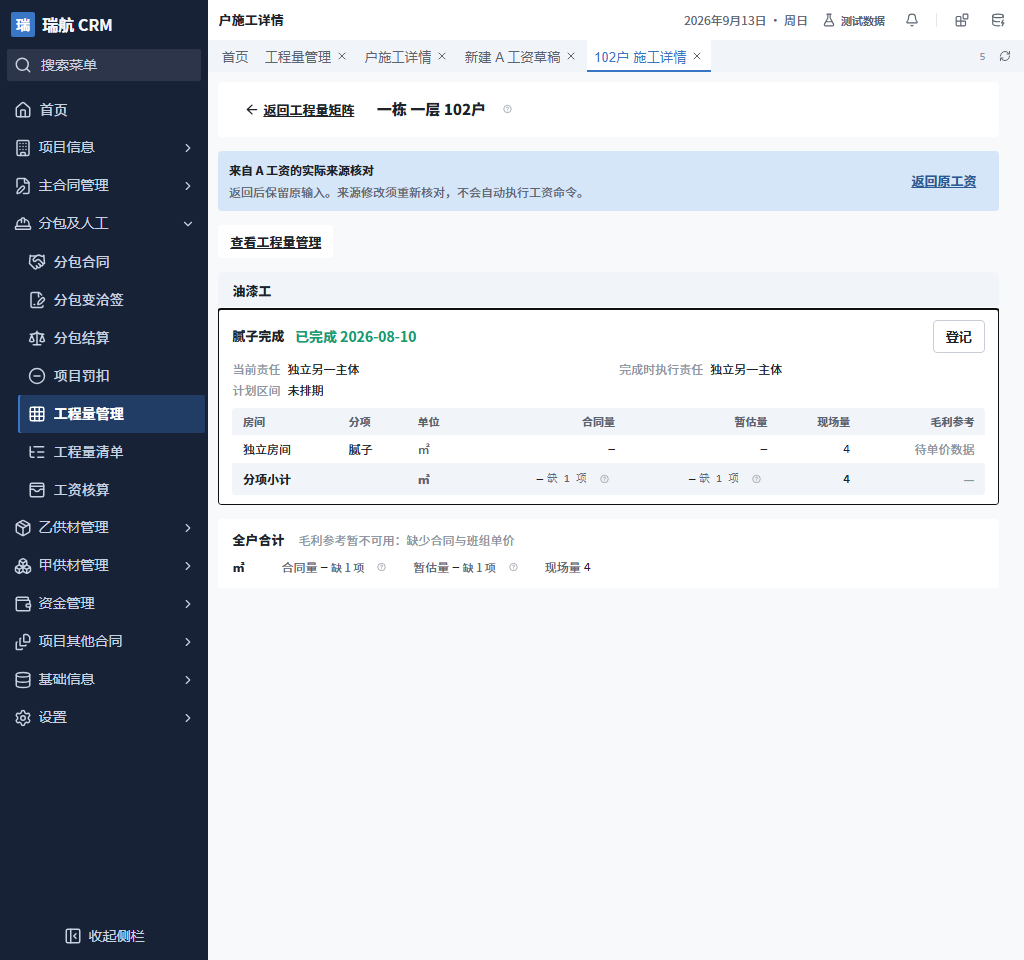 瑞 瑞航 CRM
搜索菜单
首页
项目信息
主合同管理
分包及人工
分包合同
分包变洽签
分包结算
项目罚扣
工程量管理
工程量清单
工资核算
乙供材管理
甲供材管理
资金管理
项目其他合同
基础信息
设置
收起侧栏
户施工详情 2026年9月13日 · 周日 测试数据
首页 工程量管理 户施工详情 新建 A 工资草稿 102户 施工详情 5
返回工程量矩阵 一栋 一层 102户
来自 A 工资的实际来源核对
返回后保留原输入。来源修改须重新核对，不会自动执行工资命令。 返回原工资
查看工程量管理
油漆工
腻子完成 已完成 2026-08-10 登记
当前责任 独立另一主体 完成时执行责任 独立另一主体
计划区间 未排期
房间 分项 单位 合同量 暂估量 现场量 毛利参考
独立房间 腻子 ㎡ – – 4 待单价数据
分项小计 ㎡ – 缺 1 项 – 缺 1 项 4 —
全户合计 毛利参考暂不可用：缺少合同与班组单价
㎡ 合同量 – 缺 1 项 暂估量 – 缺 1 项 现场量 4